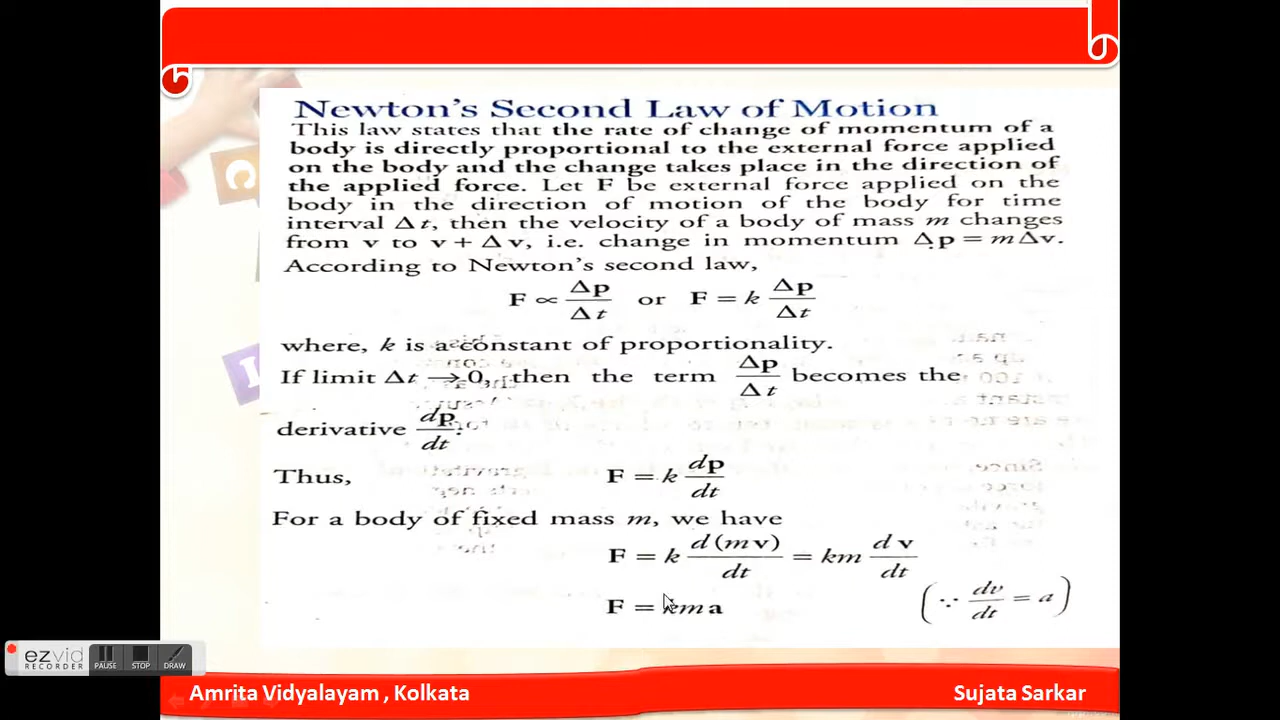 Newton's Second Law of Motion
This law states that the rate of change of momentum of a
body is directly proportional to the external force applied
on the body and the change takes place in the direction of
the applied force. Let F be external force applied on the
body in the direction of motion of the body for time
interval Δt, then the velocity of a body of mass m changes
from v to v + Δv, i.e. change in momentum Δp = mΔv.
According to Newton's second law,
F ∝ Δp/Δt or F = k Δp/Δt
where, k is a constant of proportionality.
If limit Δt → 0, then the term Δp/Δt becomes the
derivative dp/dt.
Thus, F = k dp/dt
For a body of fixed mass m, we have
F = k d(mv)/dt = km dv/dt
F = kma (∵ dv/dt = a)
ezvid
RECORDER
PAUSE STOP DRAW
Amrita Vidyalayam , Kolkata Sujata Sarkar